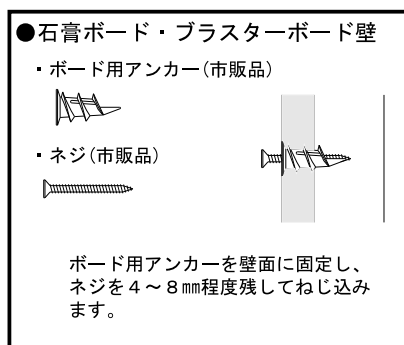 ●石膏ボード・プラスターボード壁
・ボード用アンカー(市販品)
・ネジ(市販品)
ボード用アンカーを壁面に固定し、
ネジを4～8㎜程度残してねじ込み
ます。